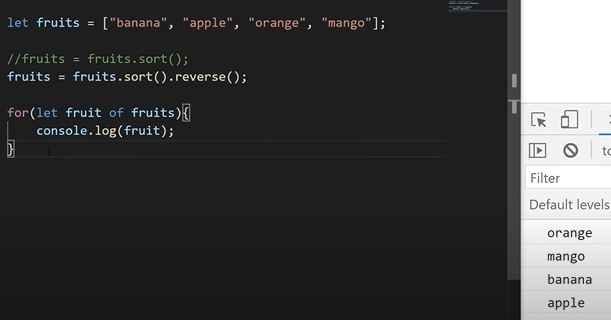 let fruits = ["banana", "apple", "orange", "mango"];
//fruits = fruits.sort();
fruits = fruits.sort().reverse();
for(let fruit of fruits){
    console.log(fruit);
}
Filter
Default levels
orange
mango
banana
apple